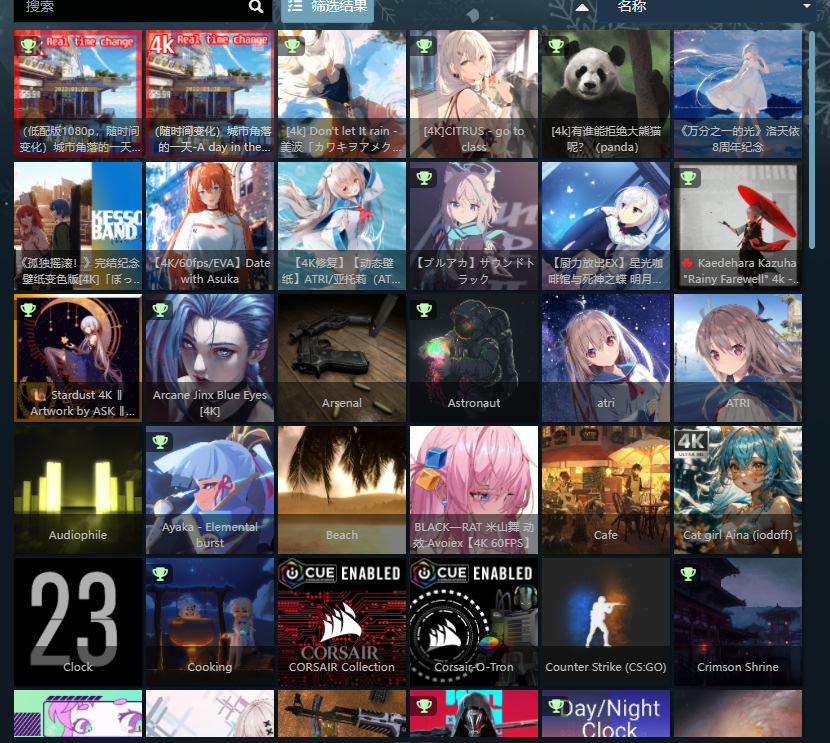 搜索
筛选结果
名称
Real time change
2022.01.20
4K
Real time change
(低配版1080p，随时间
变化）城市角落的一天...
(随时间变化）城市角落
的一天-A day in the...
[4k] Don't let It rain -
美波「カワキヲアメク...
[4K]CITRUS - go to
class
[4k]有谁能拒绝大熊猫
呢？ (panda)
《万分之一的光》洛天依
8周年纪念
KESSO
BAND
《孤独摇滚！》完结纪念
壁纸变色版[4K]「ぼっ...
【4K/60fps/EVA】Date
with Asuka
【4K修复】【动态壁
纸】ATRI/亚托莉（AT...
【ブルアカ】サウンドト
ラック
【厨力放出EX】星光咖
啡馆与死神之蝶 明月...
🍁 Kaedehara Kazuha
"Rainy Farewell" 4k -...
Stardust 4K ‖
Artwork by ASK ‖...
Arcane Jinx Blue Eyes
[4K]
Arsenal
Astronaut
atri
ATRI
Audiophile
Ayaka - Elemental
burst
Beach
BLACK—RAT 米山舞 动
效:Avoiex【4K 60FPS】
Cafe
4K
ULTRA HD
Cat girl Aina (iodoff)
23
Clock
Cooking
iCUE ENABLED
CORSAIR
CORSAIR Collection
iCUE ENABLED
Corsair-O-Tron
Counter Strike (CS:GO)
Crimson Shrine
Day/Night
Clock